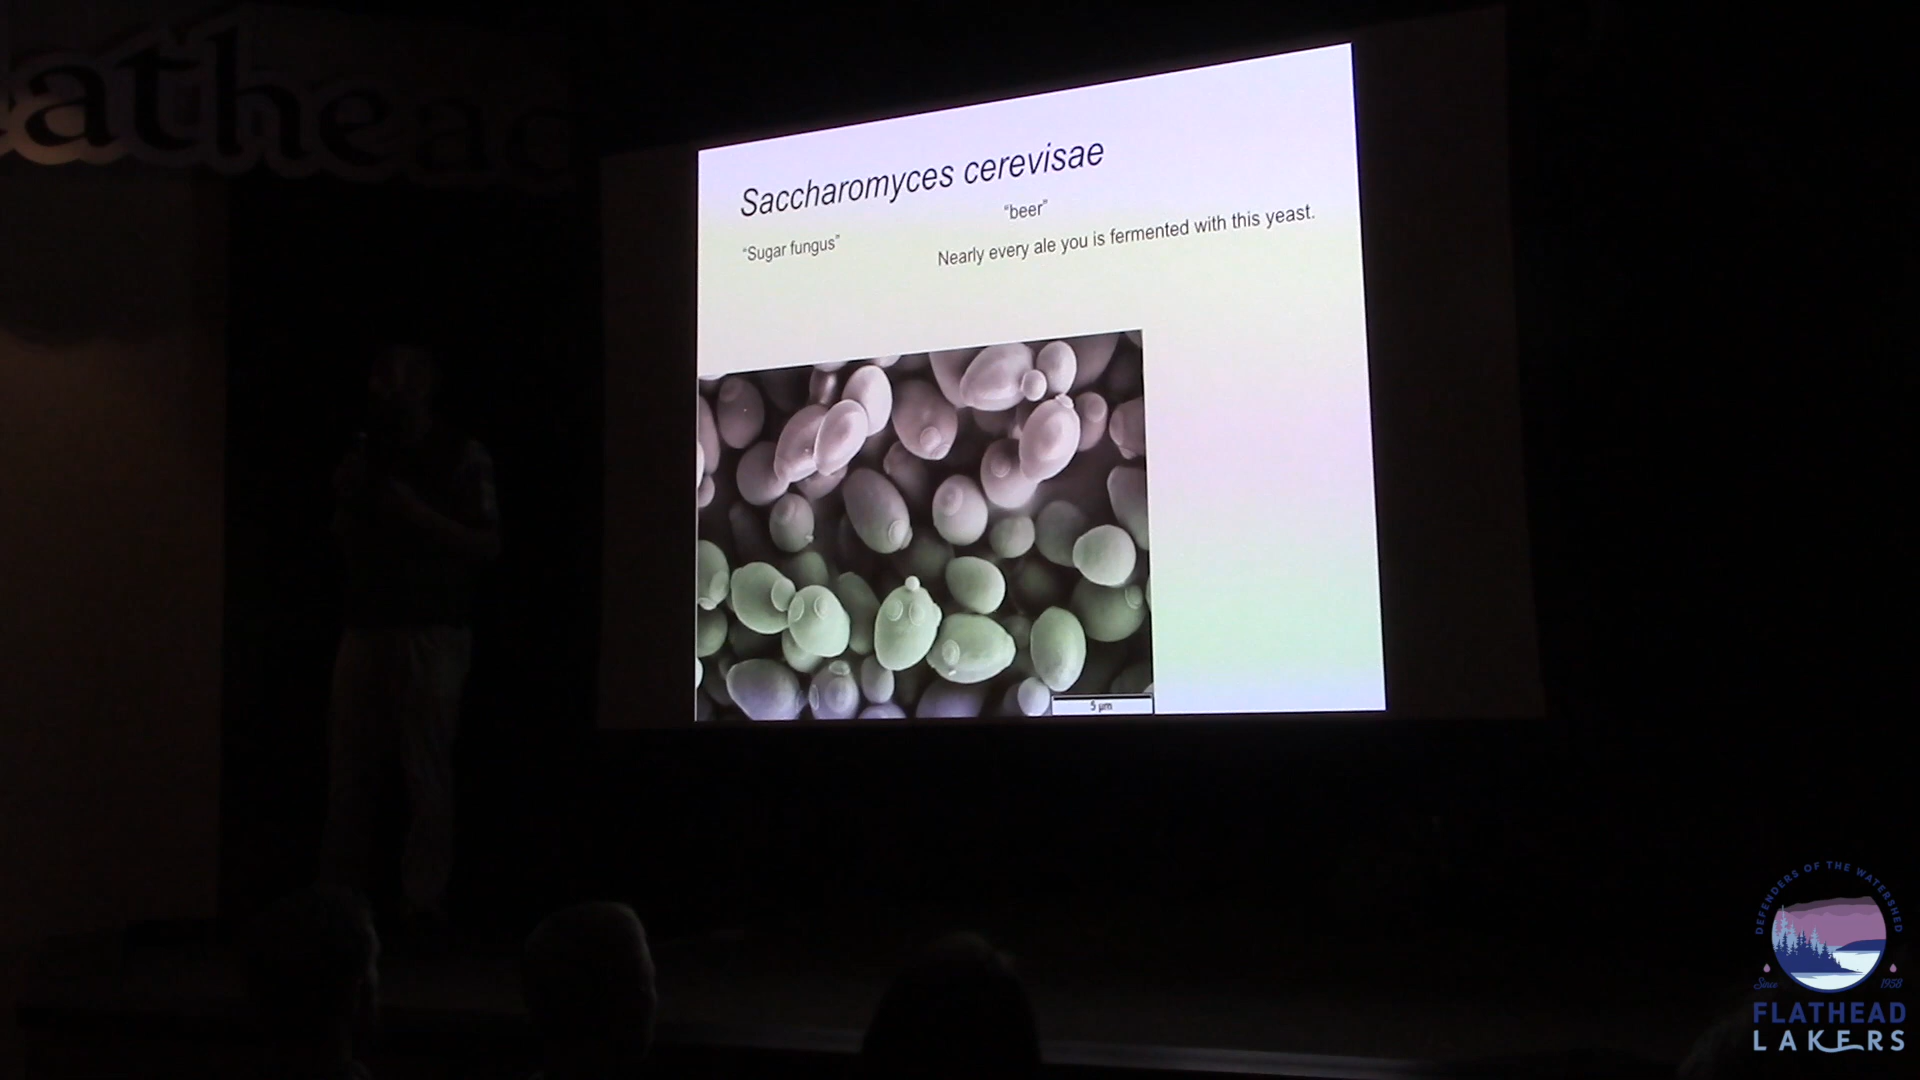 athead
Saccharomyces cerevisae
"beer"
"Sugar fungus"
Nearly every ale you is fermented with this yeast.
5 µm
DEFENDERS OF THE WATERSHED
Since 1958
FLATHEAD
LAKERS